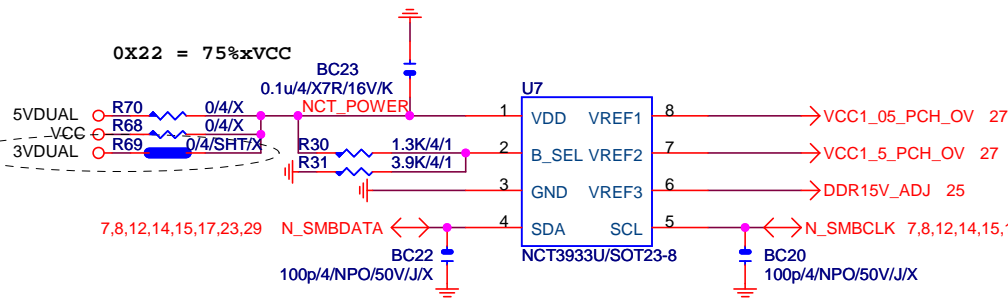 0X22 = 75%xVCC
BC23
0.1u/4/X7R/16V/K
NCT_POWER
U7
5VDUAL R70 0/4/X
VCC R68 0/4/X
3VDUAL R69 0/4/SHT/X
R30 1.3K/4/1
R31 3.9K/4/1
1 VDD VREF1 8 VCC1_05_PCH_OV 27
2 B_SEL VREF2 7 VCC1_5_PCH_OV 27
3 GND VREF3 6 DDR15V_ADJ 25
7,8,12,14,15,17,23,29 N_SMBDATA 4 SDA SCL 5 N_SMBCLK 7,8,12,14,15,
BC22
100p/4/NPO/50V/J/X
NCT3933U/SOT23-8
BC20
100p/4/NPO/50V/J/X